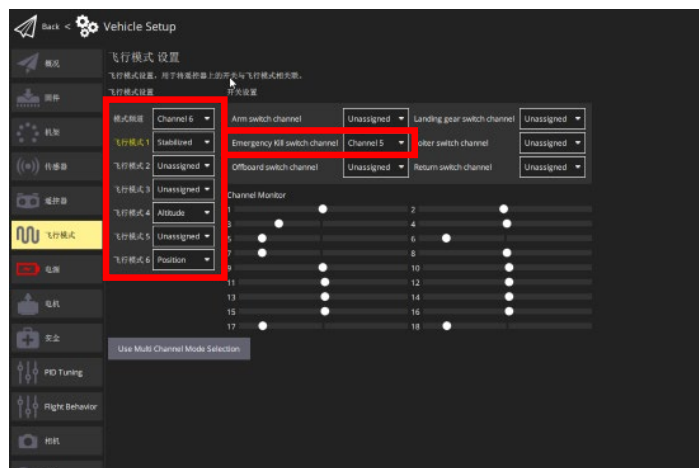 Back < Vehicle Setup
概况
固件
机架
传感器
遥控器
飞行模式
电源
电机
安全
PID Tuning
Flight Behavior
相机
飞行模式 设置
飞行模式设置，用于将遥控器上的开关与飞行模式相关联。
飞行模式设置
开关设置
模式频道 Channel 6
飞行模式 1 Stabilized
飞行模式 2 Unassigned
飞行模式 3 Unassigned
飞行模式 4 Altitude
飞行模式 5 Unassigned
飞行模式 6 Position
Arm switch channel Unassigned Landing gear switch channel Unassigned
Emergency Kill switch channel Channel 5 oiter switch channel Unassigned
Offboard switch channel Unassigned Return switch channel Unassigned
Channel Monitor
1 2
3 4
5 6
7 8
9 10
11 12
13 14
15 16
17 18
Use Multi Channel Mode Selection